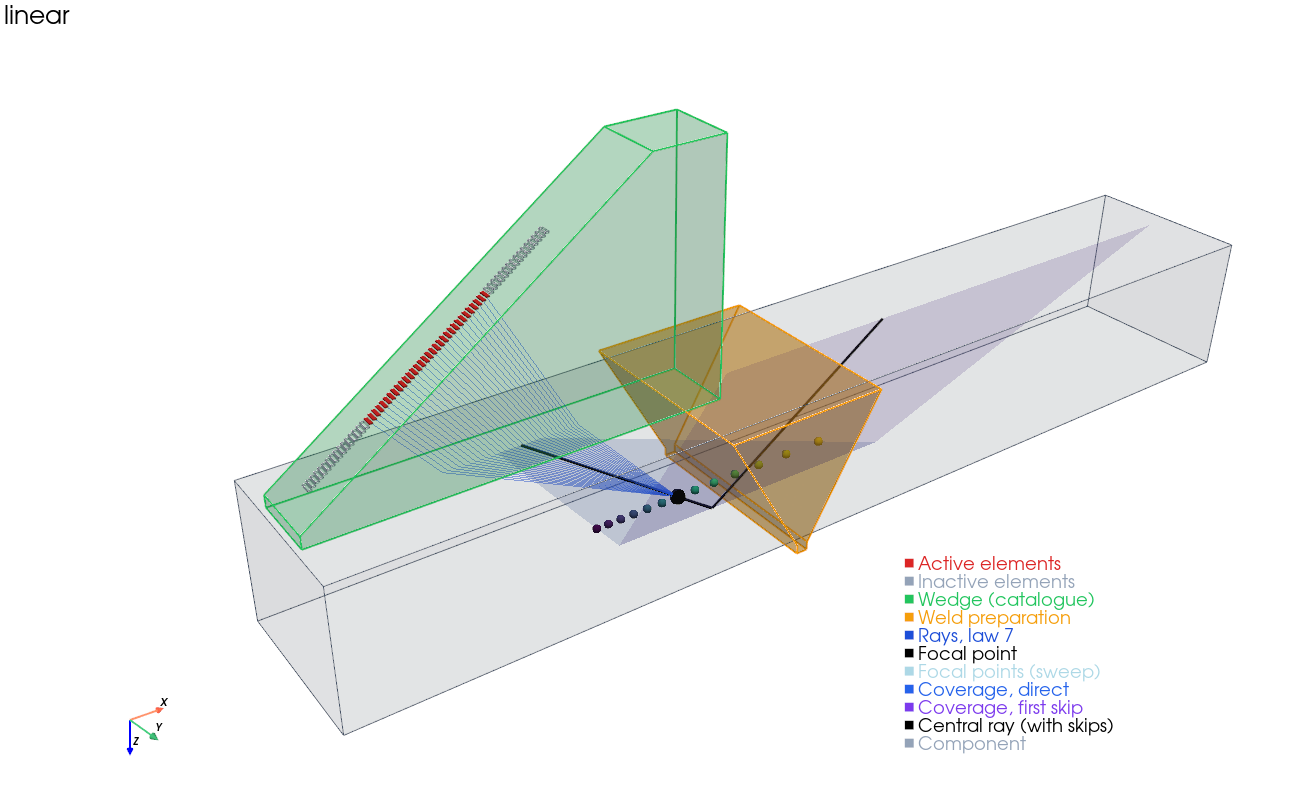 linear
Active elements
Inactive elements
Wedge (catalogue)
Weld preparation
Rays, law 7
Focal point
Focal points (sweep)
Coverage, direct
Coverage, first skip
Central ray (with skips)
Component
X
Y
Z